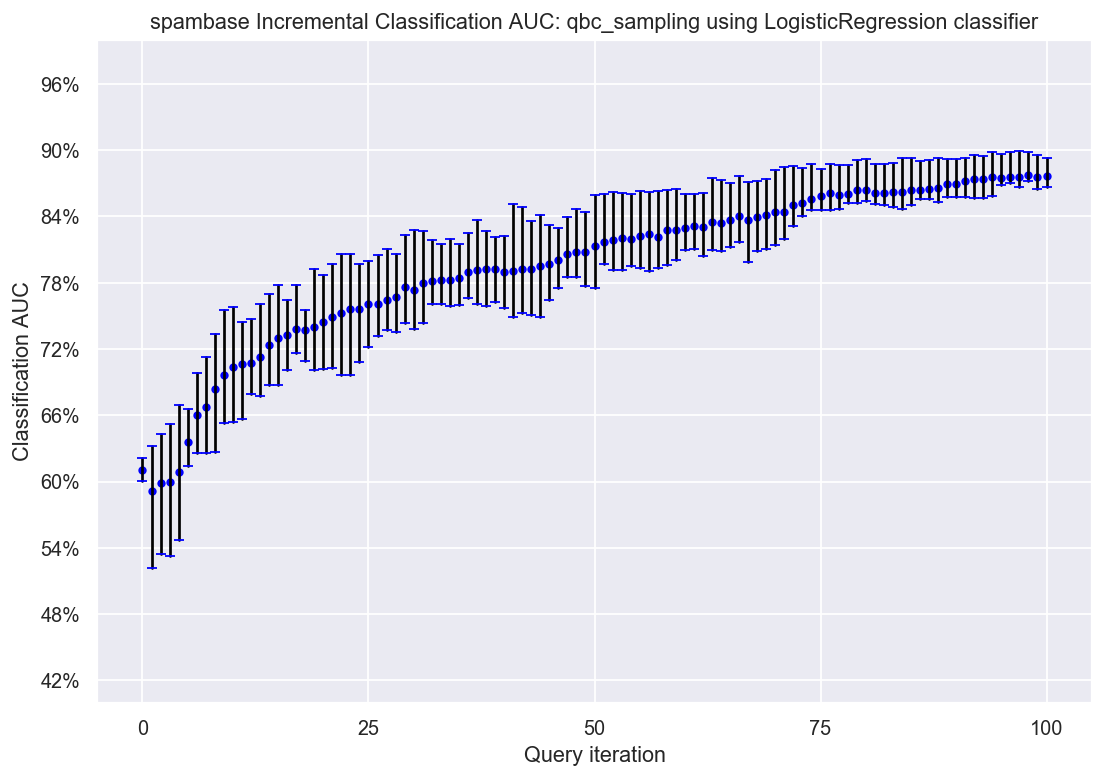 spambase Incremental Classification AUC: qbc_sampling using LogisticRegression classifier
96%
90%
84%
78%
72%
66%
60%
54%
48%
42%
Classification AUC
0 25 50 75 100
Query iteration